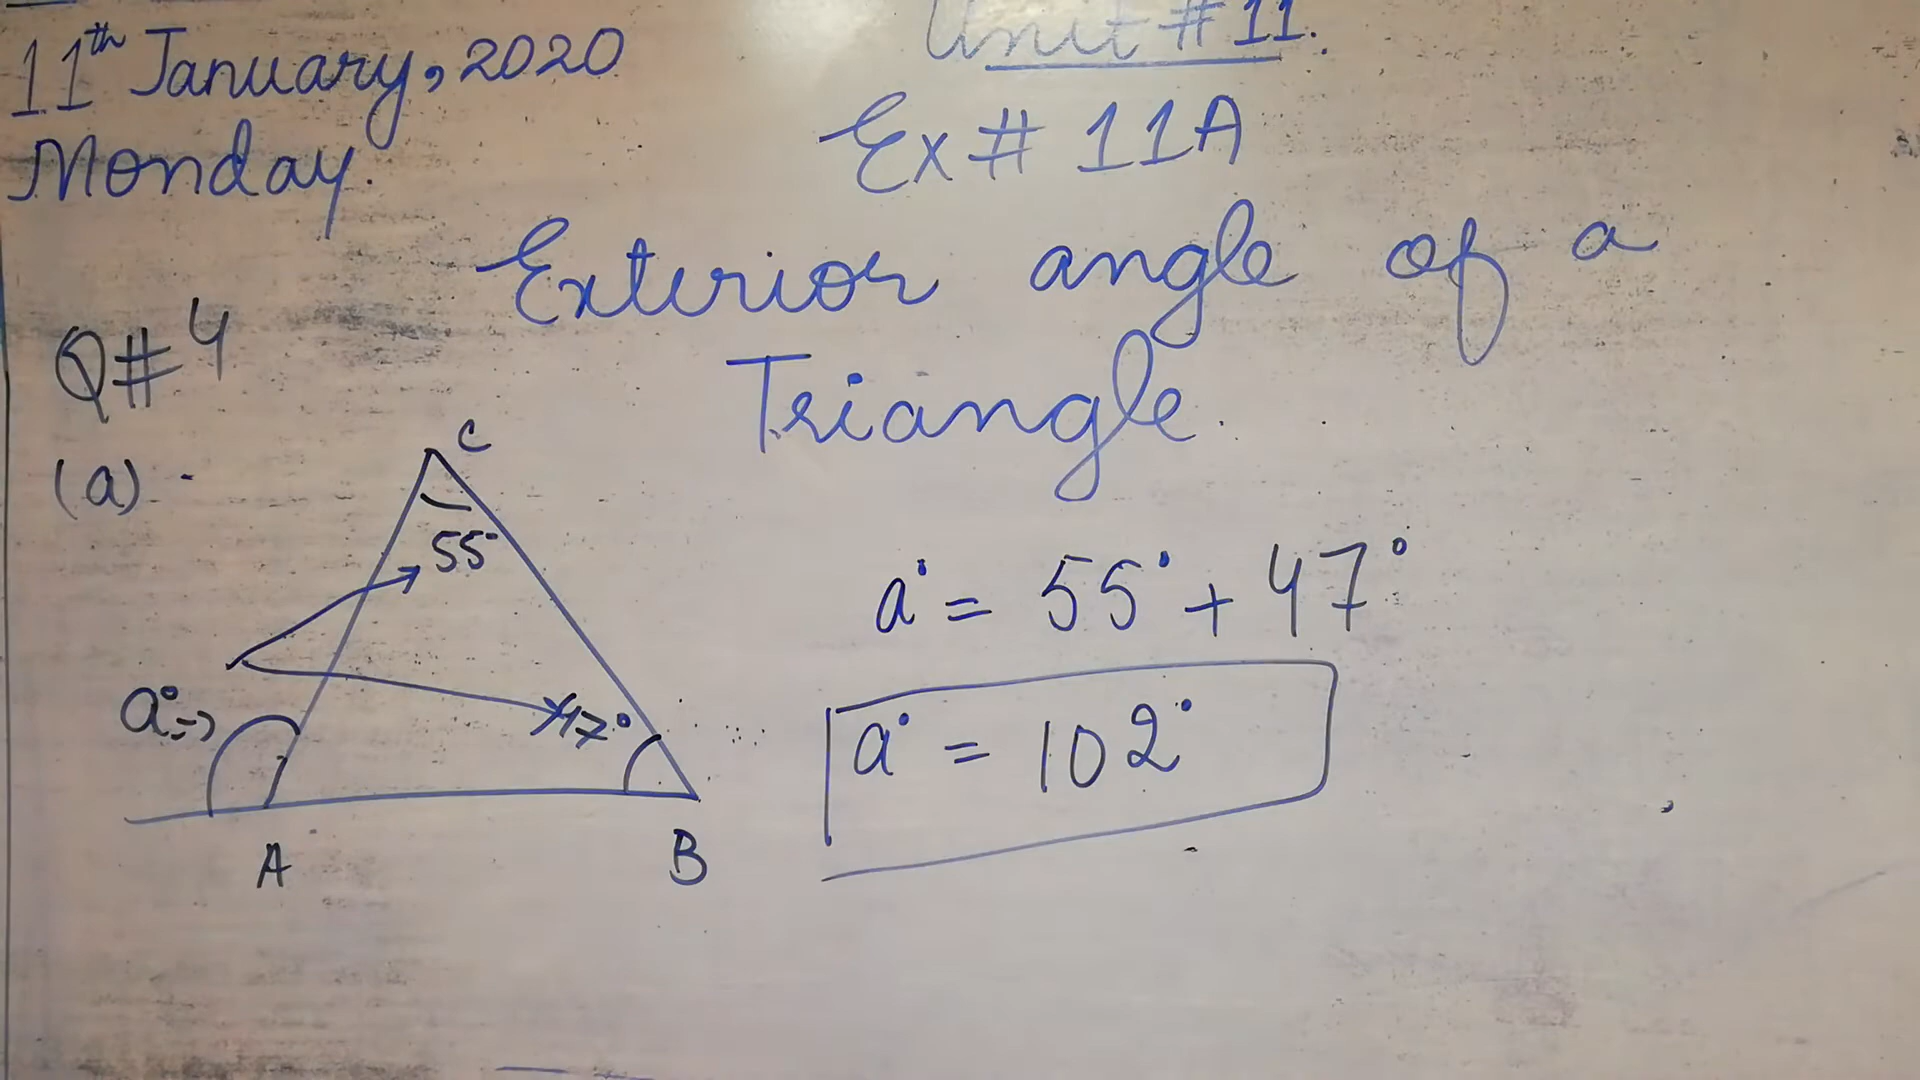 11th January, 2020
Monday.
Unit # 11.
Ex # 11A
Exterior angle of a
Triangle.
Q# 4
(a)
C
55°
a° =>
47°
A
B
a° = 55° + 47°
a° = 102°